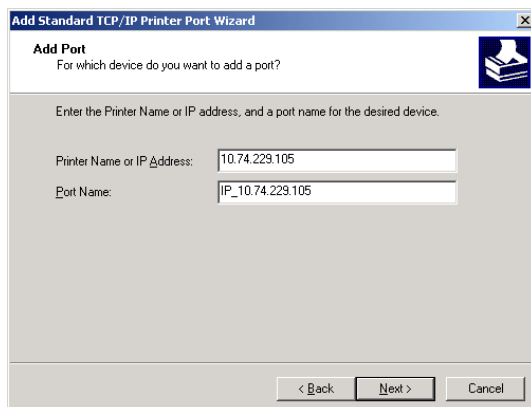 Add Standard TCP/IP Printer Port Wizard
Add Port
For which device do you want to add a port?
Enter the Printer Name or IP address, and a port name for the desired device.
Printer Name or IP Address: 10.74.229.105
Port Name: IP_10.74.229.105
< Back Next > Cancel